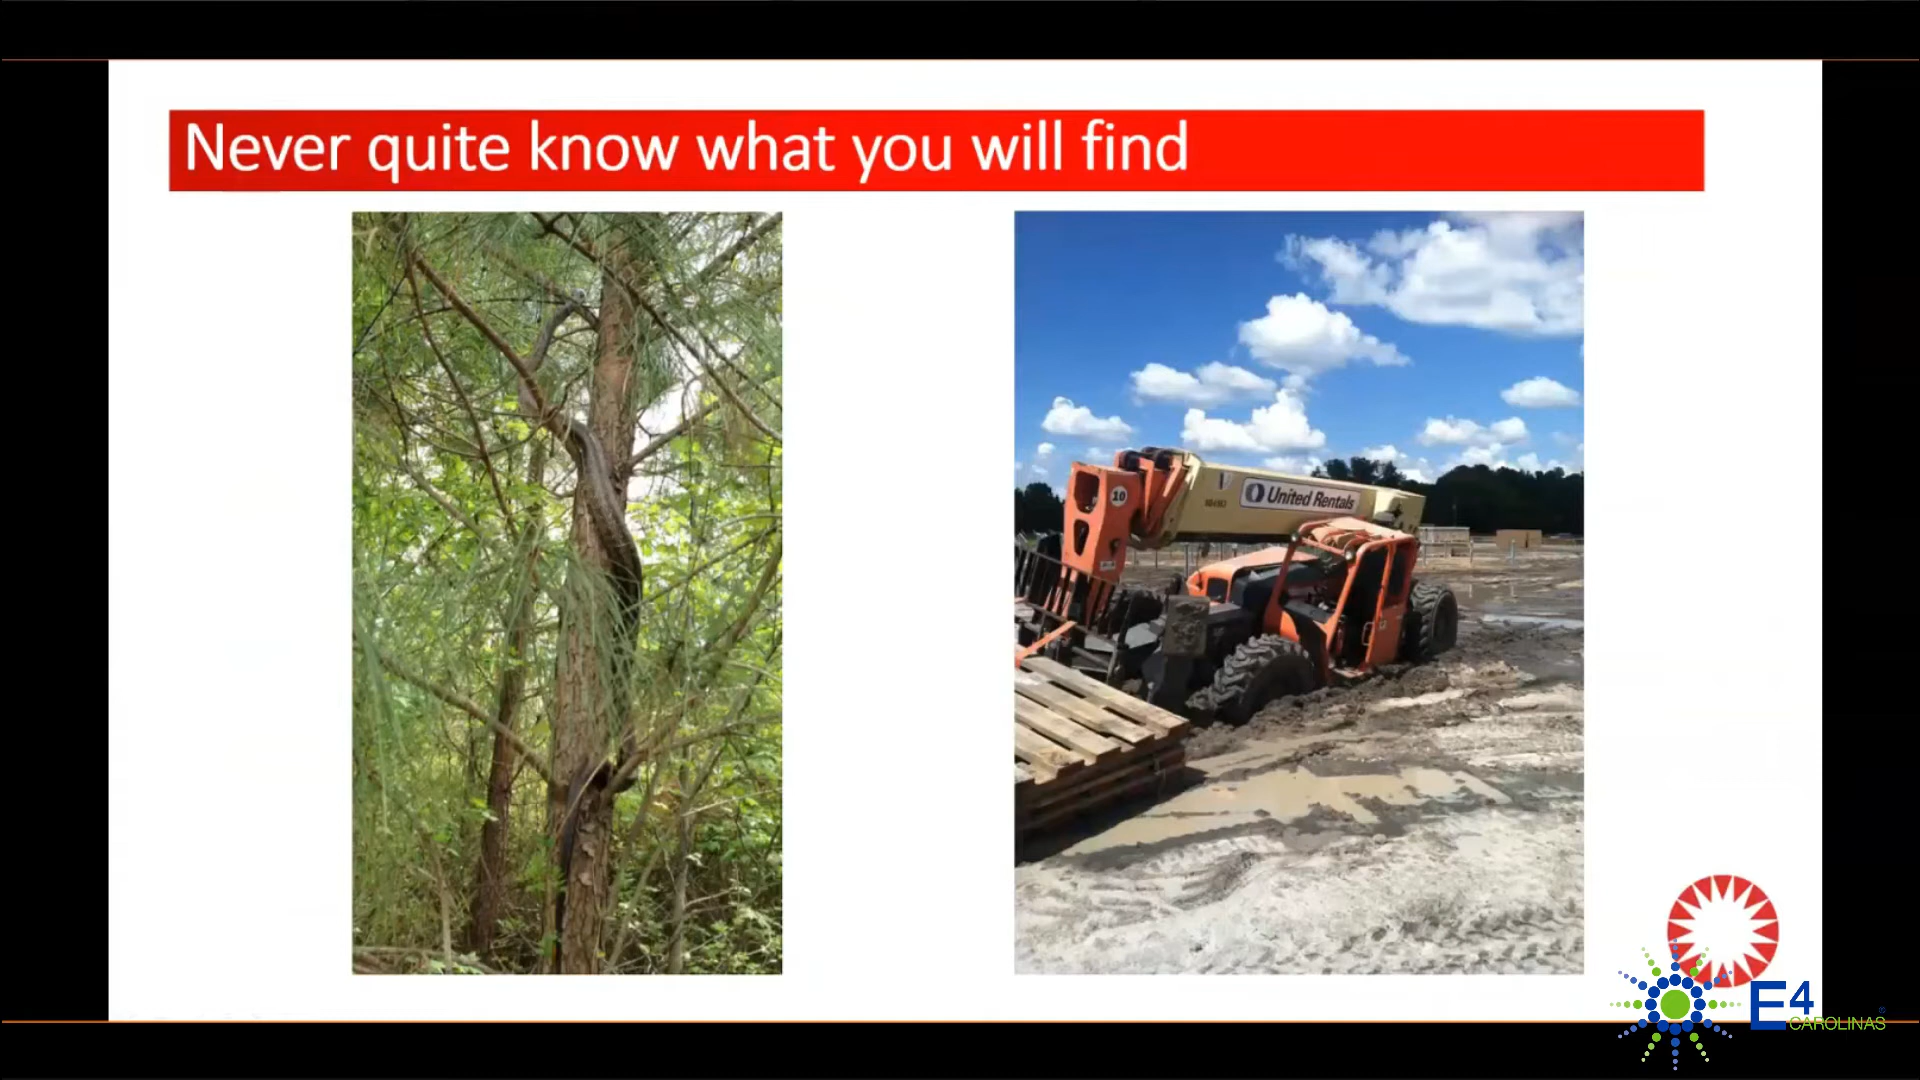 Never quite know what you will find
10
United Rentals
E4
CAROLINAS